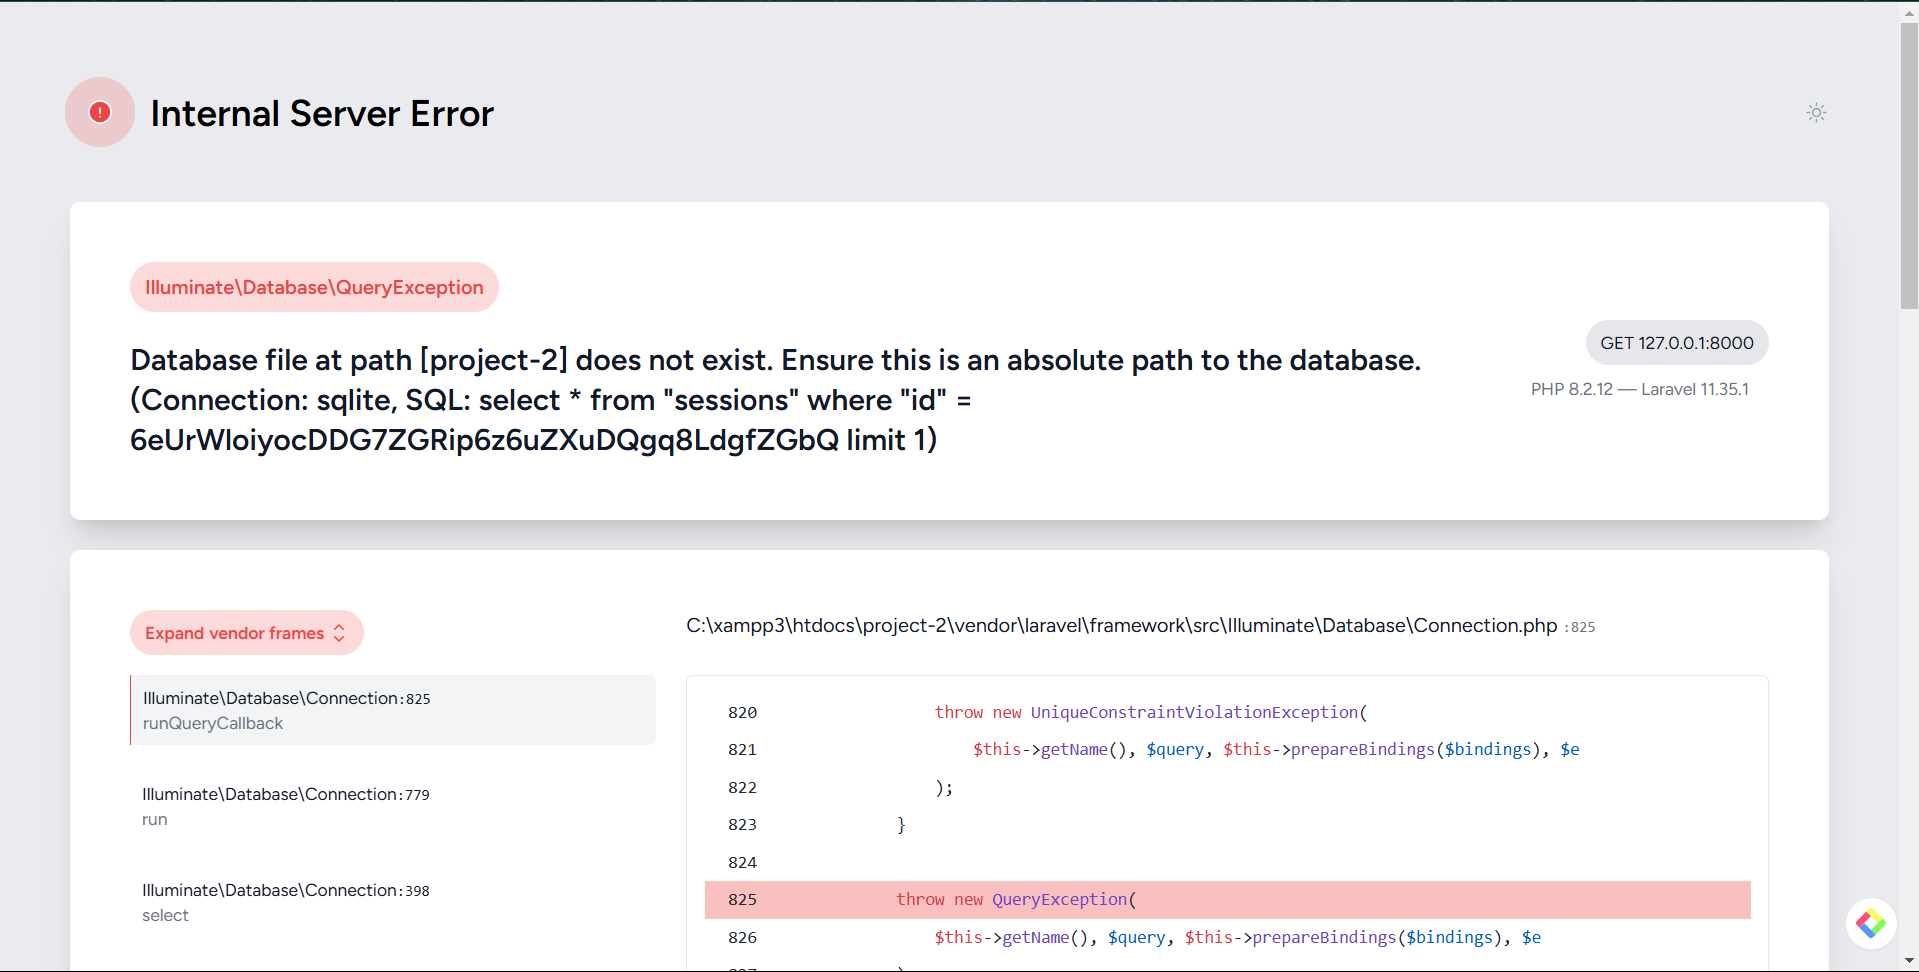 Internal Server Error
Illuminate\Database\QueryException
Database file at path [project-2] does not exist. Ensure this is an absolute path to the database.
(Connection: sqlite, SQL: select * from "sessions" where "id" =
6eUrWloiyocDDG7ZGRip6z6uZXuDQgq8LdgfZGbQ limit 1)
GET 127.0.0.1:8000
PHP 8.2.12 — Laravel 11.35.1
Expand vendor frames
Illuminate\Database\Connection:825
runQueryCallback
Illuminate\Database\Connection:779
run
Illuminate\Database\Connection:398
select
C:\xampp3\htdocs\project-2\vendor\laravel\framework\src\Illuminate\Database\Connection.php :825
820 throw new UniqueConstraintViolationException(
821 $this->getName(), $query, $this->prepareBindings($bindings), $e
822 );
823 }
824
825 throw new QueryException(
826 $this->getName(), $query, $this->prepareBindings($bindings), $e